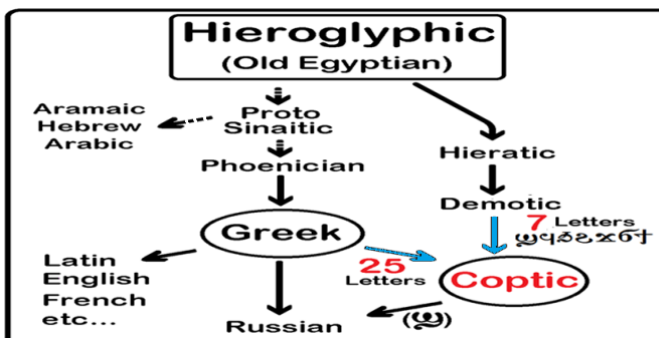 Hieroglyphic
(Old Egyptian)
Aramaic
Hebrew
Arabic
Proto
Sinaitic
Phoenician
Hieratic
Demotic
7 Letters
ϣϥϧϩϫϭϯ
Greek
25
Letters
Coptic
Latin
English
French
etc...
Russian
(ϣ)